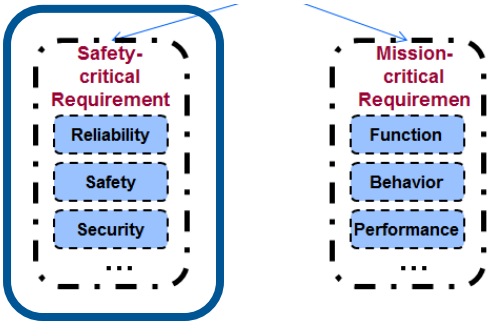 Safety-
critical
Requirement
Reliability
Safety
Security
...
Mission-
critical
Requiremen
Function
Behavior
Performance
...